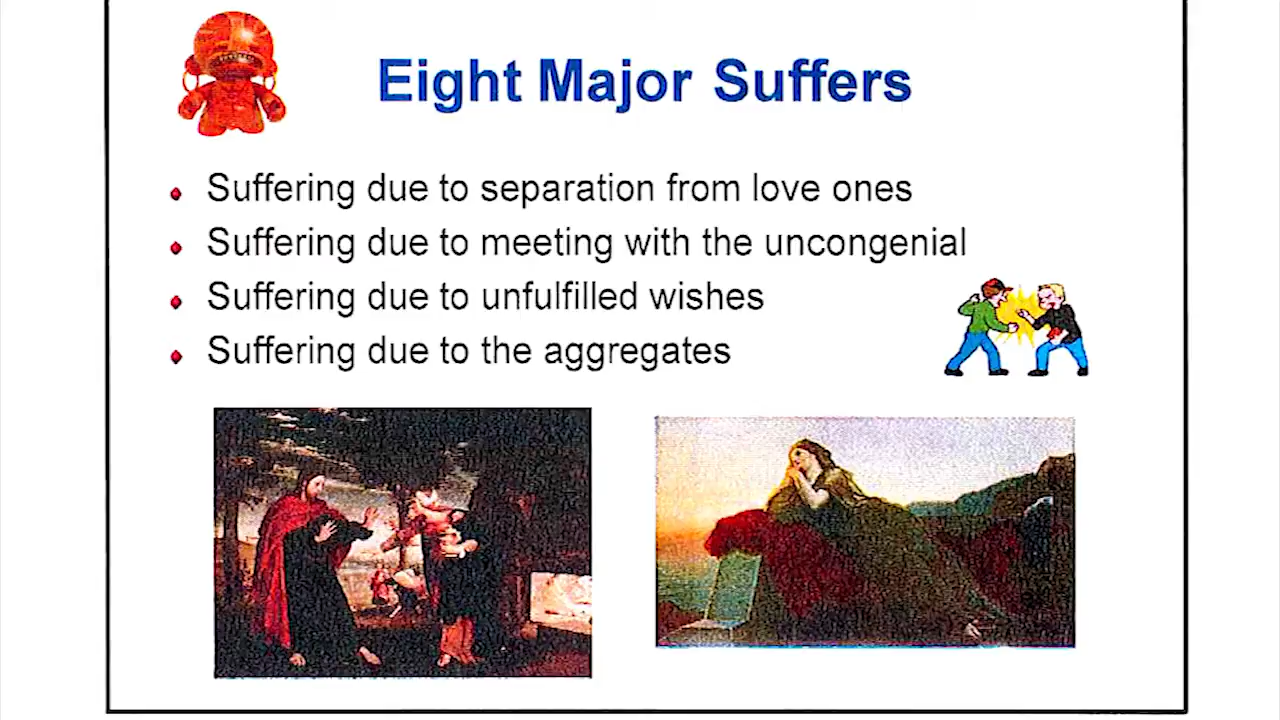 Eight Major Suffers
Suffering due to separation from love ones
Suffering due to meeting with the uncongenial
Suffering due to unfulfilled wishes
Suffering due to the aggregates